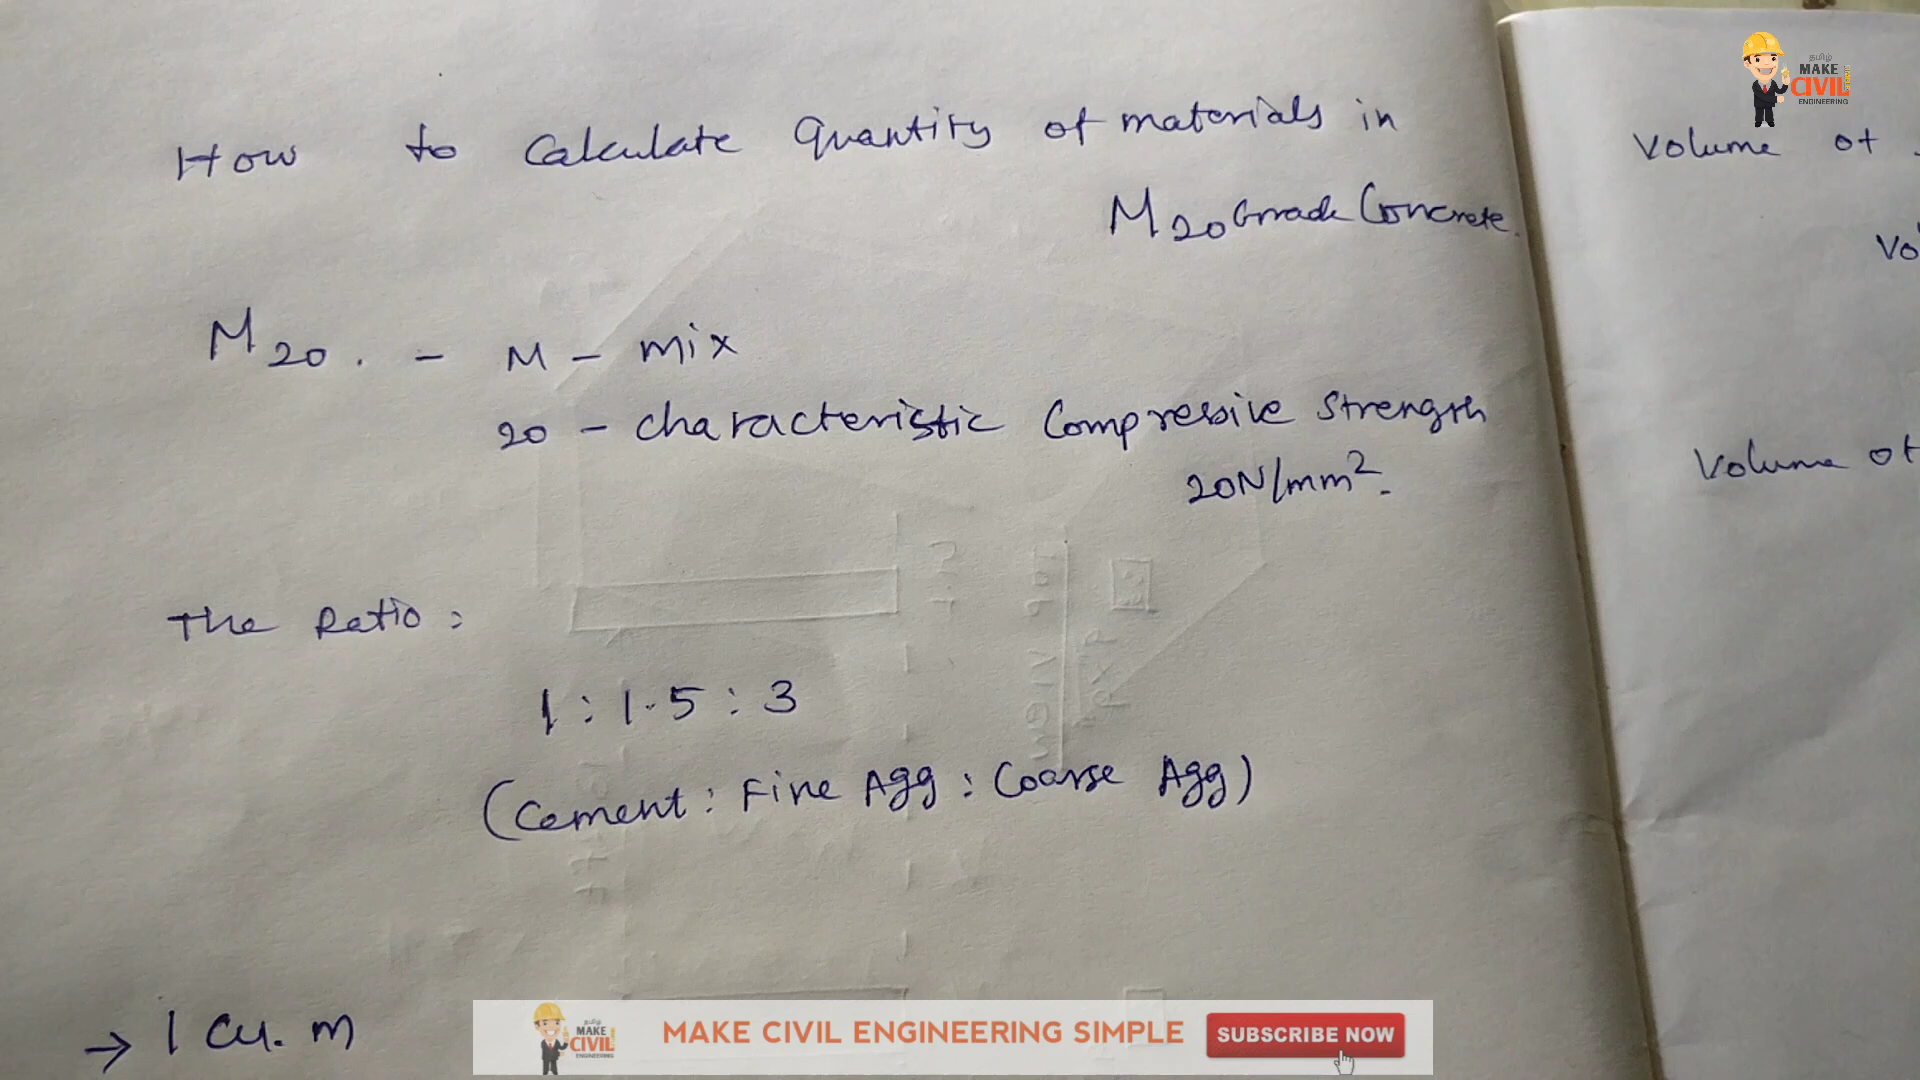 How to Calculate Quantity of materials in
M20 Grade Concrete.
M20. - M - mix
20 - characteristic Compressive Strength
20N/mm².
The Ratio:
1 : 1.5 : 3
(Cement : Fine Agg : Coarse Agg)
→ 1 Cu. m
Volume of
Vo
Volume of
தமிழ்
MAKE
CIVIL
ENGINEERING
தமிழ்
MAKE
CIVIL
ENGINEERING
MAKE CIVIL ENGINEERING SIMPLE
SUBSCRIBE NOW